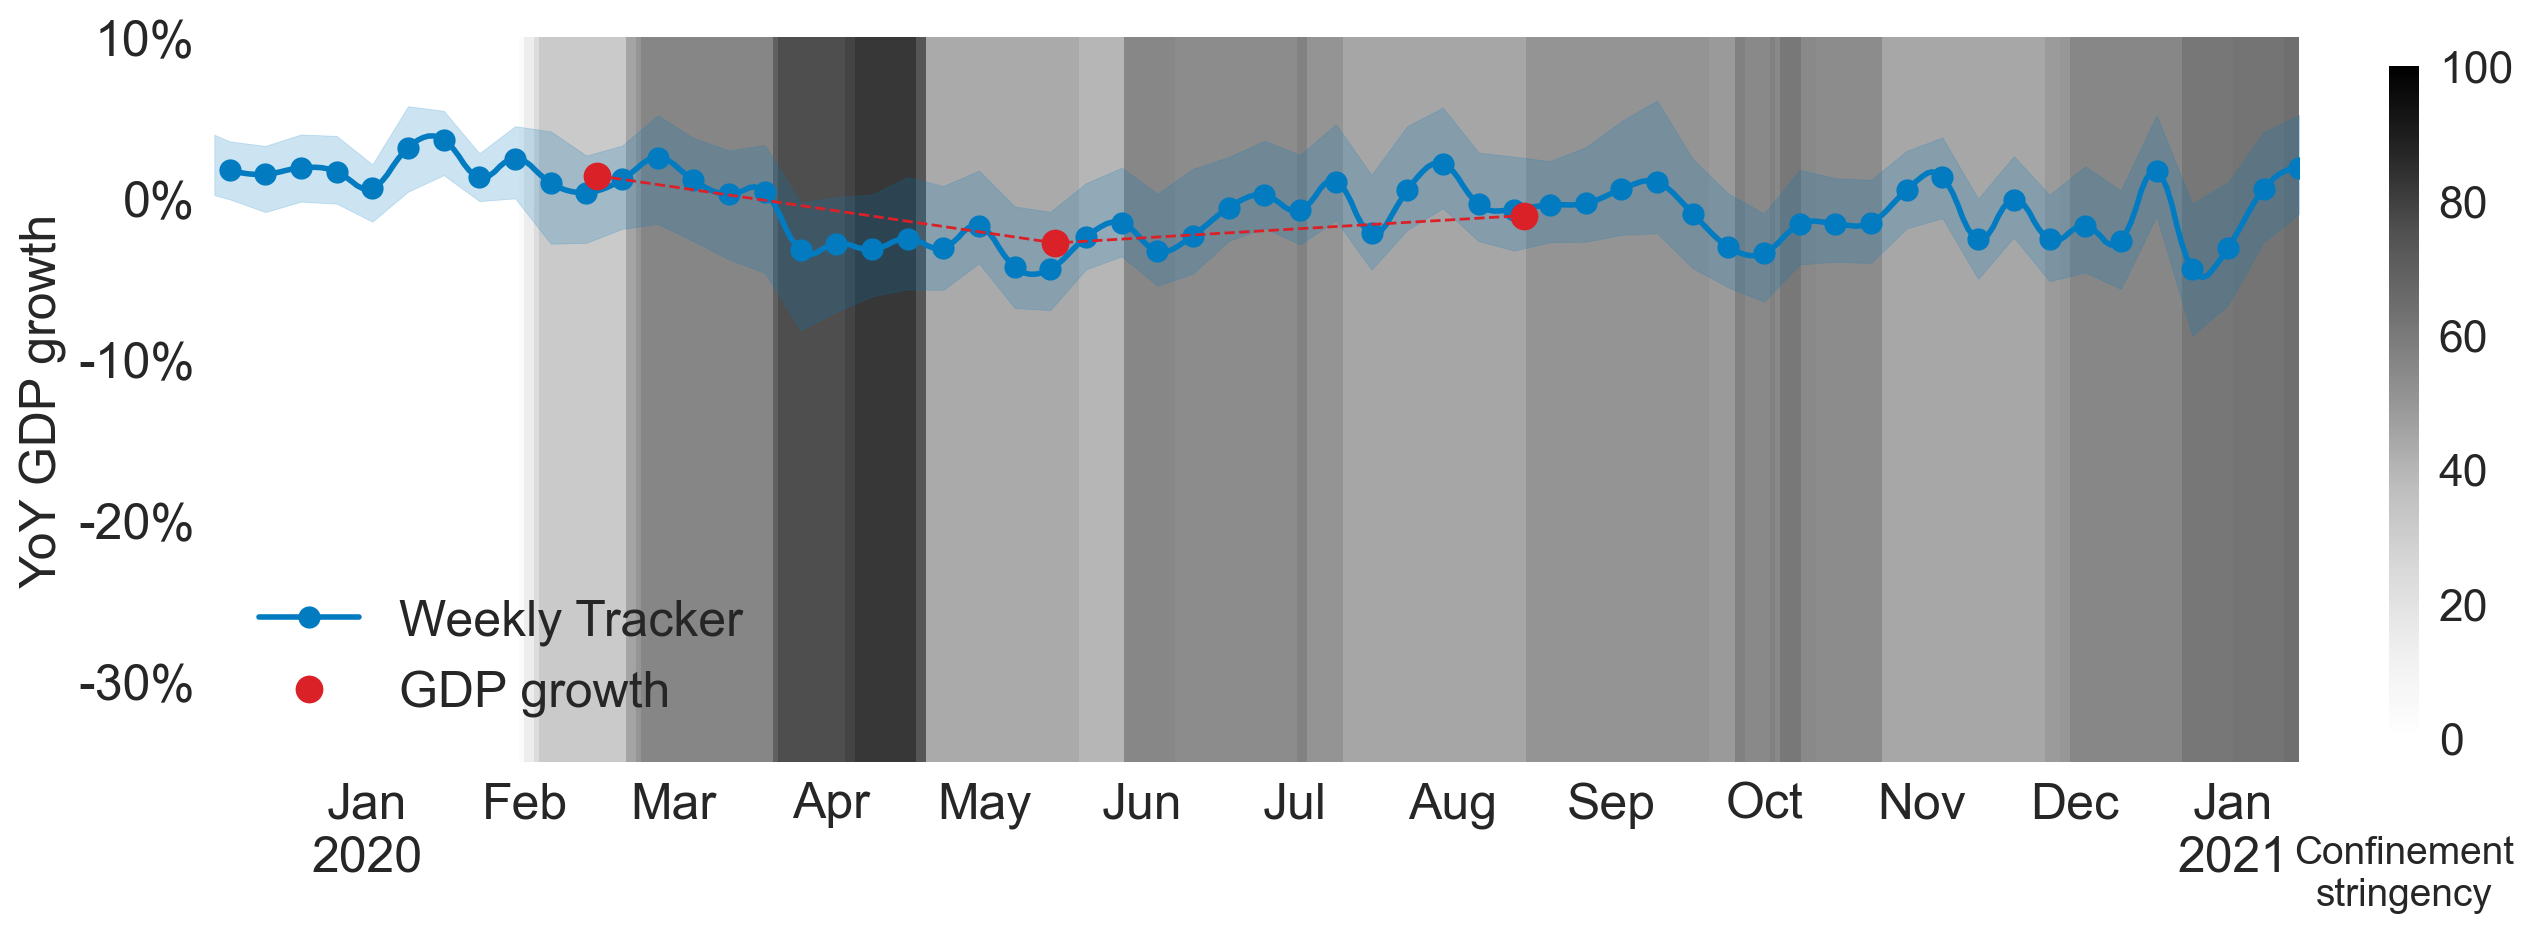 10%
0%
-10%
-20%
-30%
YoY GDP growth
Weekly Tracker
GDP growth
Jan Feb Mar Apr May Jun Jul Aug Sep Oct Nov Dec Jan
2020 2021
100
80
60
40
20
0
Confinement
stringency